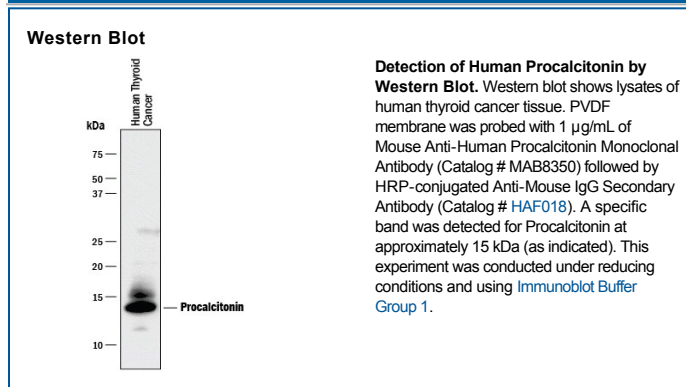 Western Blot
Human Thyroid
Cancer
kDa
75
50
37
25
20
15
10
Procalcitonin
Detection of Human Procalcitonin by
Western Blot. Western blot shows lysates of
human thyroid cancer tissue. PVDF
membrane was probed with 1 µg/mL of
Mouse Anti-Human Procalcitonin Monoclonal
Antibody (Catalog # MAB8350) followed by
HRP-conjugated Anti-Mouse IgG Secondary
Antibody (Catalog # HAF018). A specific
band was detected for Procalcitonin at
approximately 15 kDa (as indicated). This
experiment was conducted under reducing
conditions and using Immunoblot Buffer
Group 1.